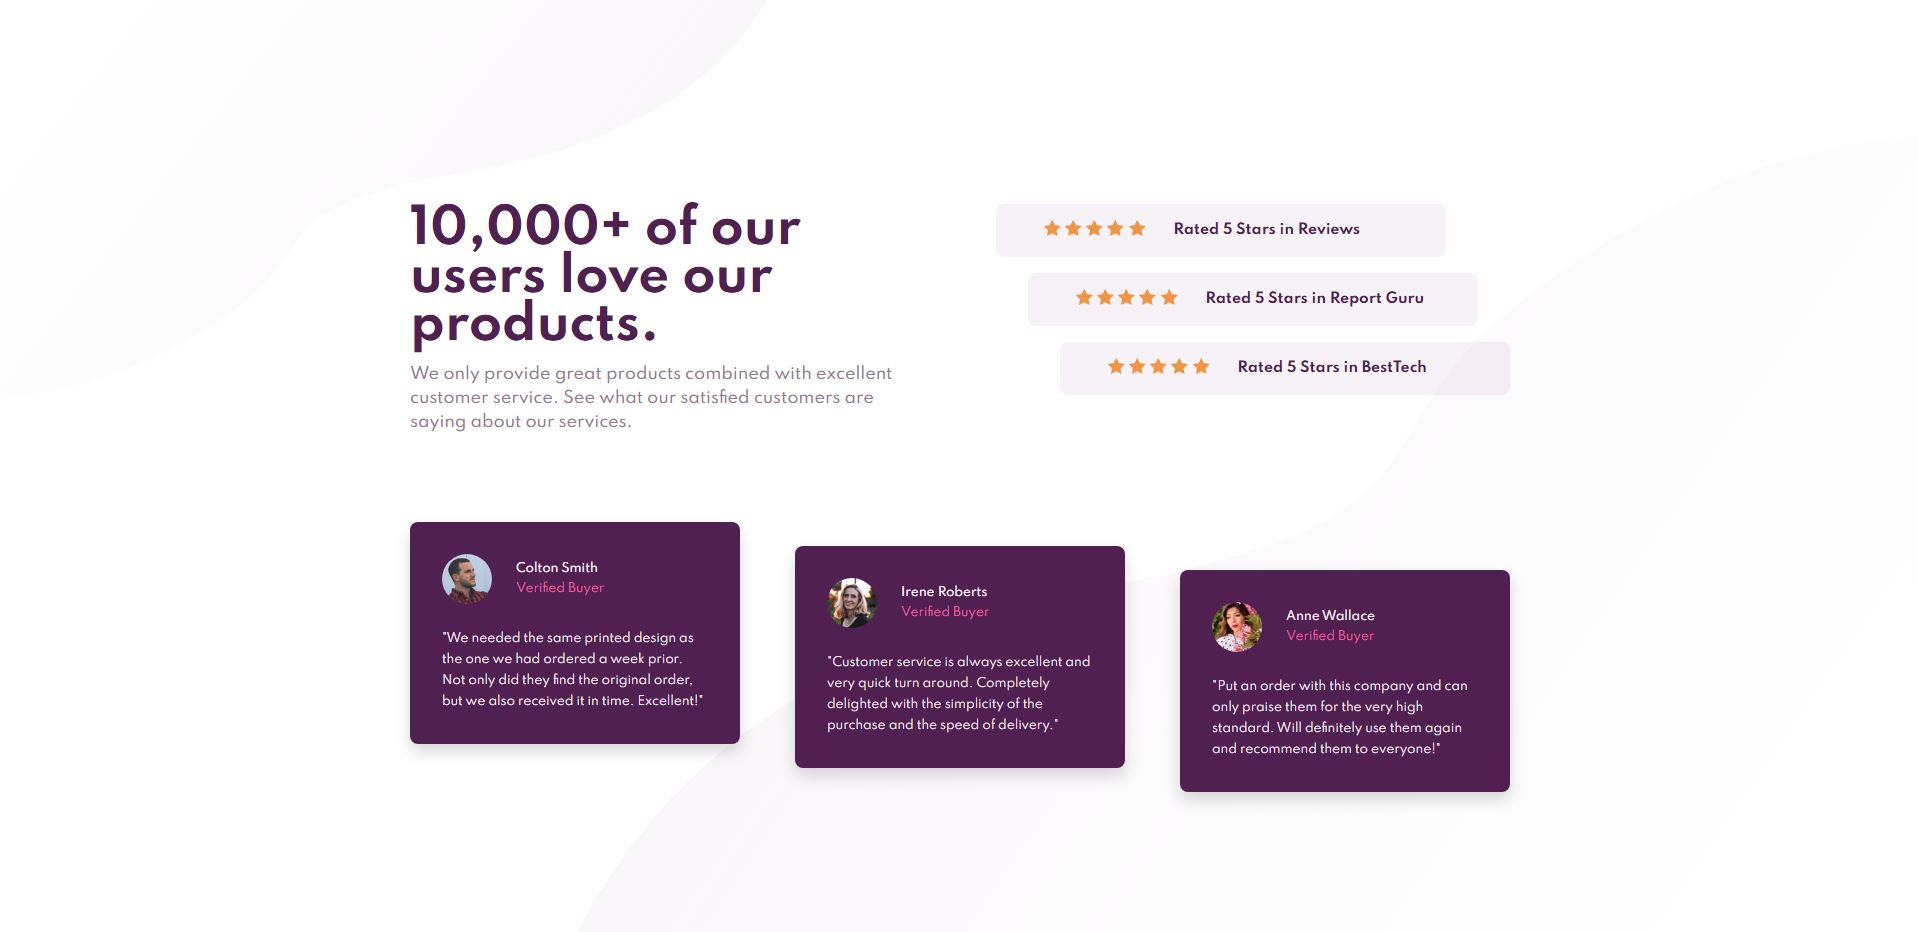 10,000+ of our
users love our
products.
We only provide great products combined with excellent
customer service. See what our satisfied customers are
saying about our services.
Rated 5 Stars in Reviews
Rated 5 Stars in Report Guru
Rated 5 Stars in BestTech
Colton Smith
Verified Buyer
"We needed the same printed design as
the one we had ordered a week prior.
Not only did they find the original order,
but we also received it in time. Excellent!"
Irene Roberts
Verified Buyer
"Customer service is always excellent and
very quick turn around. Completely
delighted with the simplicity of the
purchase and the speed of delivery."
Anne Wallace
Verified Buyer
"Put an order with this company and can
only praise them for the very high
standard. Will definitely use them again
and recommend them to everyone!"